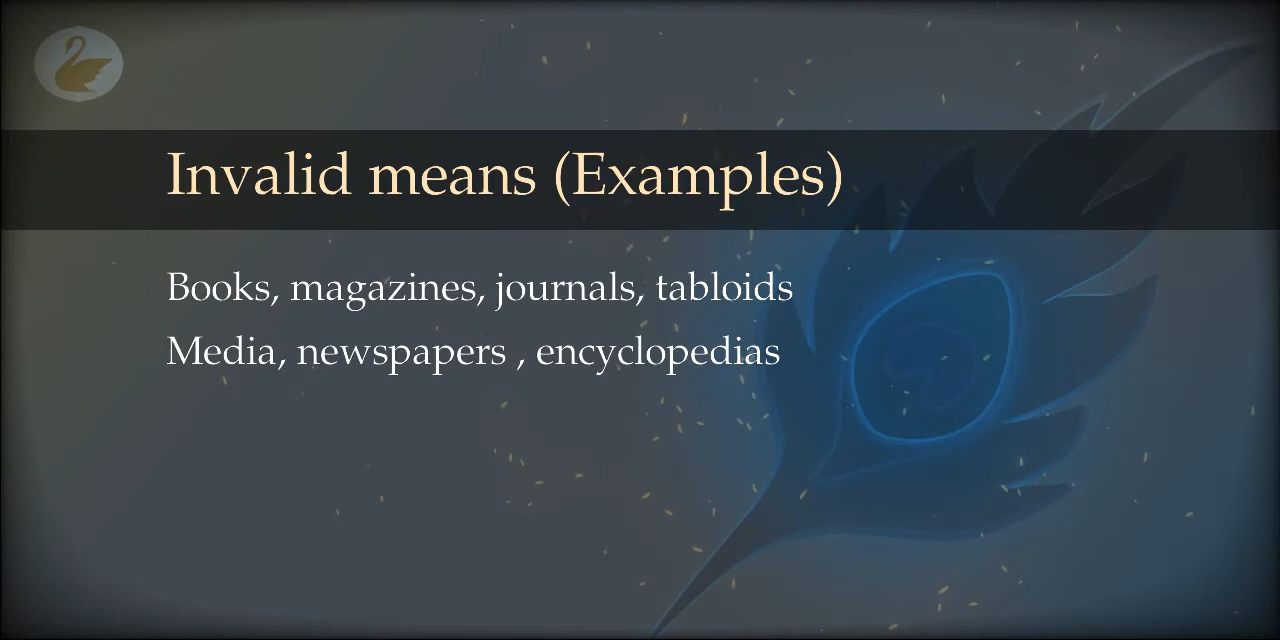 Invalid means (Examples)
Books, magazines, journals, tabloids
Media, newspapers , encyclopedias